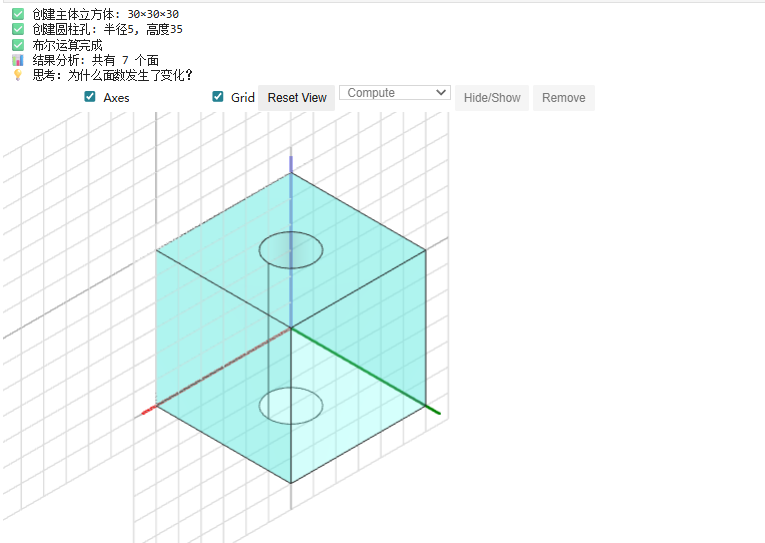 ✅ 创建主体立方体: 30×30×30
✅ 创建圆柱孔: 半径5, 高度35
✅ 布尔运算完成
📊 结果分析: 共有 7 个面
💡 思考: 为什么面数发生了变化?
Axes Grid Reset View Compute Hide/Show Remove